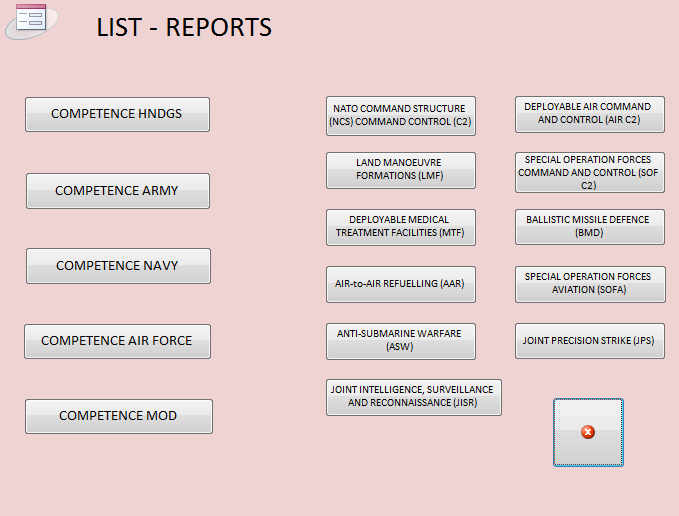 LIST - REPORTS
COMPETENCE HNDGS
COMPETENCE ARMY
COMPETENCE NAVY
COMPETENCE AIR FORCE
COMPETENCE MOD
NATO COMMAND STRUCTURE
(NCS) COMMAND CONTROL (C2)
LAND MANOEUVRE
FORMATIONS (LMF)
DEPLOYABLE MEDICAL
TREATMENT FACILITIES (MTF)
AIR-to-AIR REFUELLING (AAR)
ANTI-SUBMARINE WARFARE
(ASW)
JOINT INTELLIGENCE, SURVEILLANCE
AND RECONNAISSANCE (JISR)
DEPLOYABLE AIR COMMAND
AND CONTROL (AIR C2)
SPECIAL OPERATION FORCES
COMMAND AND CONTROL (SOF
C2)
BALLISTIC MISSILE DEFENCE
(BMD)
SPECIAL OPERATION FORCES
AVIATION (SOFA)
JOINT PRECISION STRIKE (JPS)